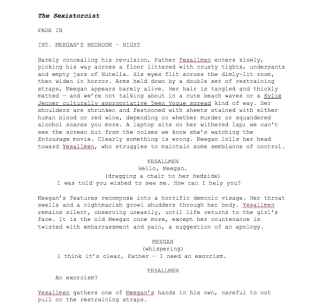 The Sexistorcist
FADE IN
INT. MEEGAN'S BEDROOM – NIGHT
Barely concealing his revulsion, Father Yesallmen enters slowly,
picking his way across a floor littered with crusty tights, underpants
and empty jars of Nutella. His eyes flit across the dimly-lit room,
then widen in horror. Arms held down by a double set of restraining
straps, Meegan appears barely alive. Her hair is tangled and thickly
matted – and we're not talking about in a cute beach waves or a Kylie
Jenner culturally appropriative Teen Vogue spread kind of way. Her
shoulders are shrunken and festooned with sheets stained with either
human blood or red wine, depending on whether murder or squandered
alcohol scares you more. A laptop sits on her withered lap: we can't
see the screen but from the noises we know she's watching the
Entourage movie. Clearly something is wrong. Meegan lolls her head
toward Yesallmen, who struggles to maintain some semblance of control.
YESALLMEN
Hello, Meegan.
(dragging a chair to her bedside)
I was told you wished to see me. How can I help you?
Meegan's features recompose into a horrific demonic visage. Her throat
swells and a nightmarish growl shudders through her body. Yesallmen
remains silent, observing uneasily, until life returns to the girl's
face. It is the old Meegan once more, except her countenance is
twisted with embarrassment and pain, a suggestion of an apology.
MEEGAN
(whispering)
I think it's clear, Father – I need an exorcism.
YESALLMEN
An exorcism?
Yesallmen gathers one of Meegan's hands in his own, careful to not
pull on the restraining straps.